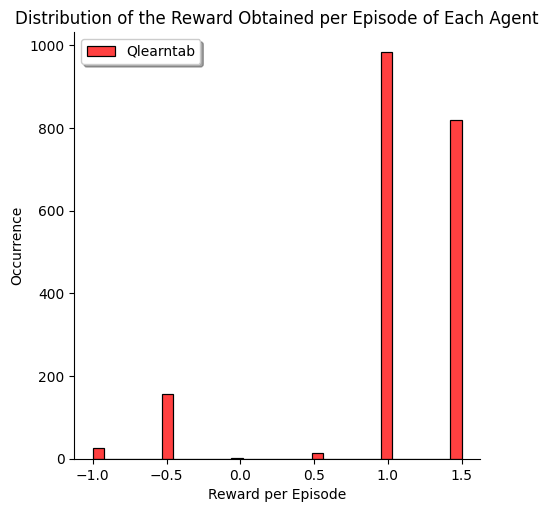 Distribution of the Reward Obtained per Episode of Each Agent
Qlearntab
Occurrence
1000
800
600
400
200
0
−1.0 −0.5 0.0 0.5 1.0 1.5
Reward per Episode